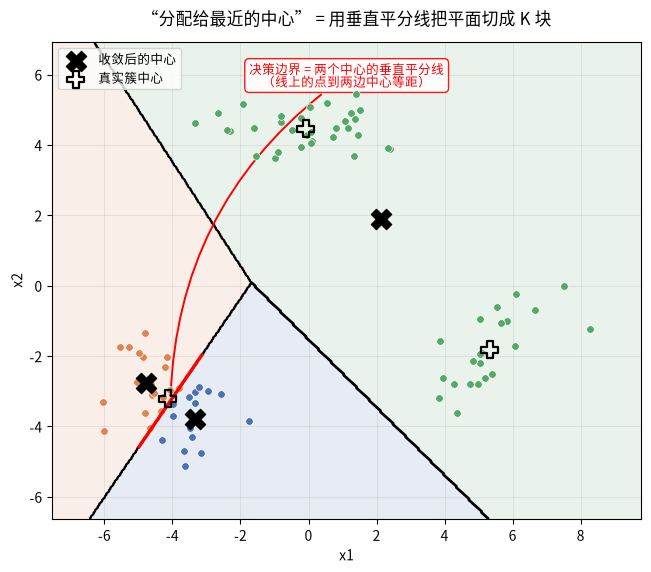 “分配给最近的中心” = 用垂直平分线把平面切成 K 块
收敛后的中心
真实簇中心
决策边界 = 两个中心的垂直平分线
（线上的点到两边中心等距）
x2
6
4
2
0
-2
-4
-6
-6 -4 -2 0 2 4 6 8
x1